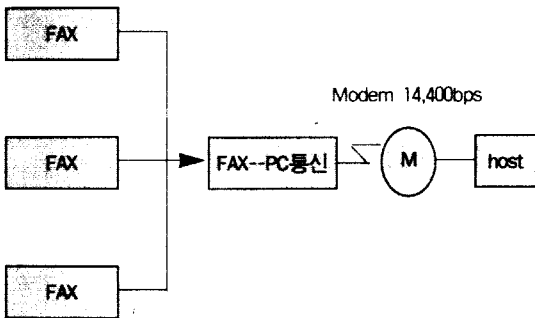 FAX
Modem 14,400bps
FAX
FAX--PC통신
M
host
FAX